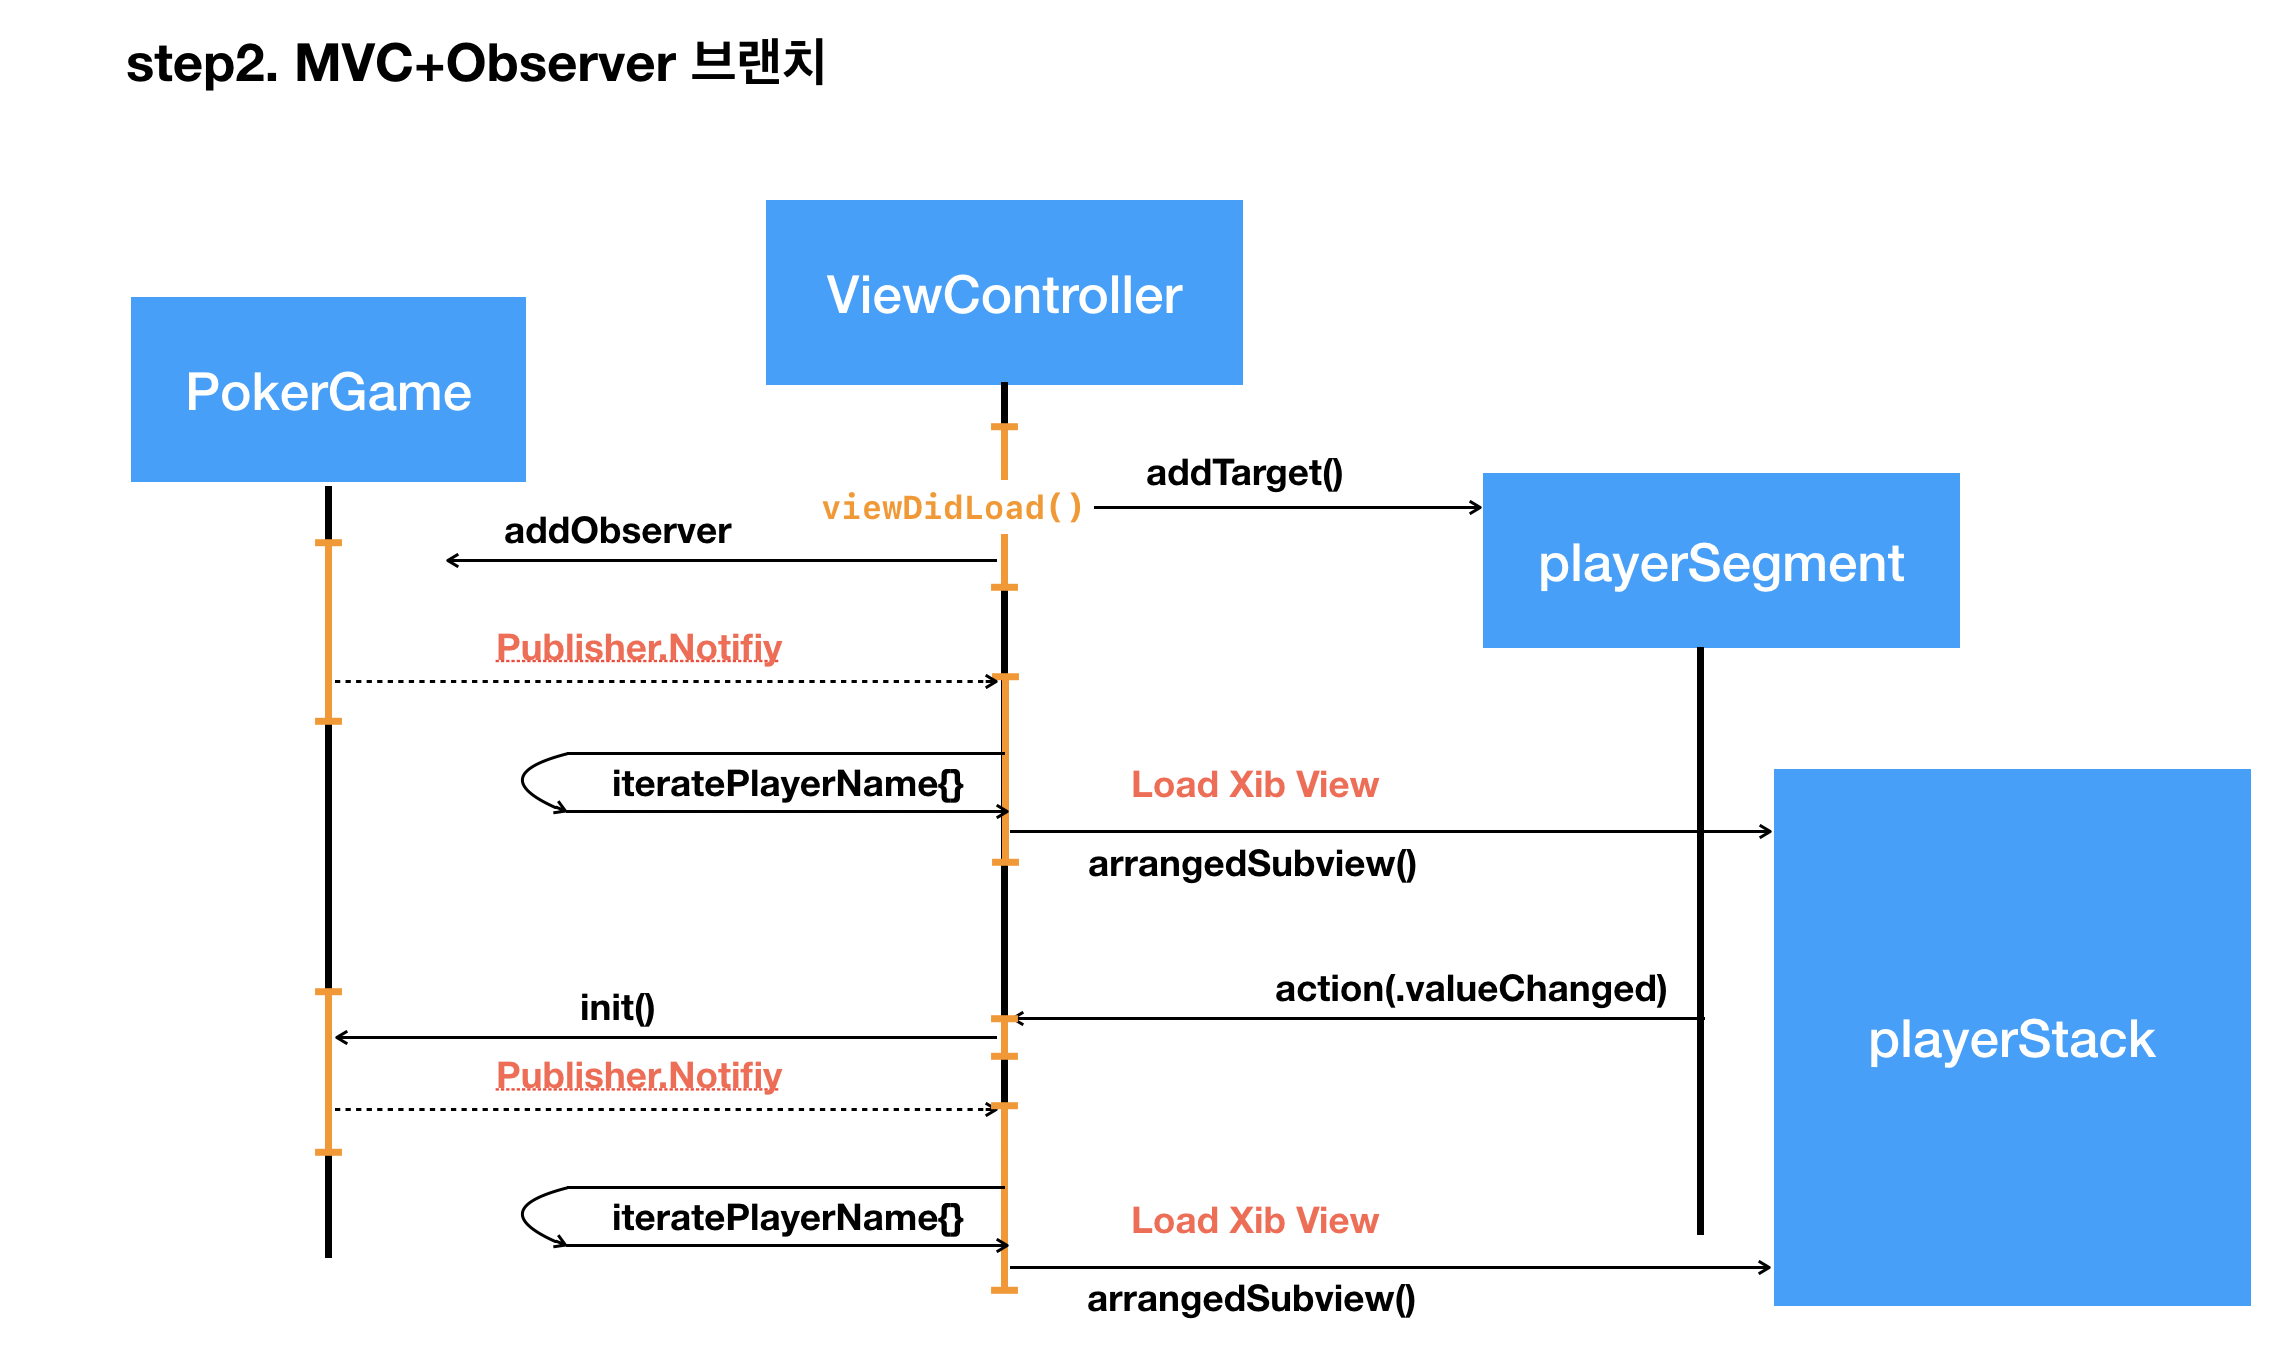 step2. MVC+Observer 브랜치
ViewController
PokerGame
addTarget()
viewDidLoad()
addObserver
playerSegment
Publisher.Notifiy
iteratePlayerName{}
Load Xib View
arrangedSubview()
action(.valueChanged)
init()
playerStack
Publisher.Notifiy
iteratePlayerName{}
Load Xib View
arrangedSubview()